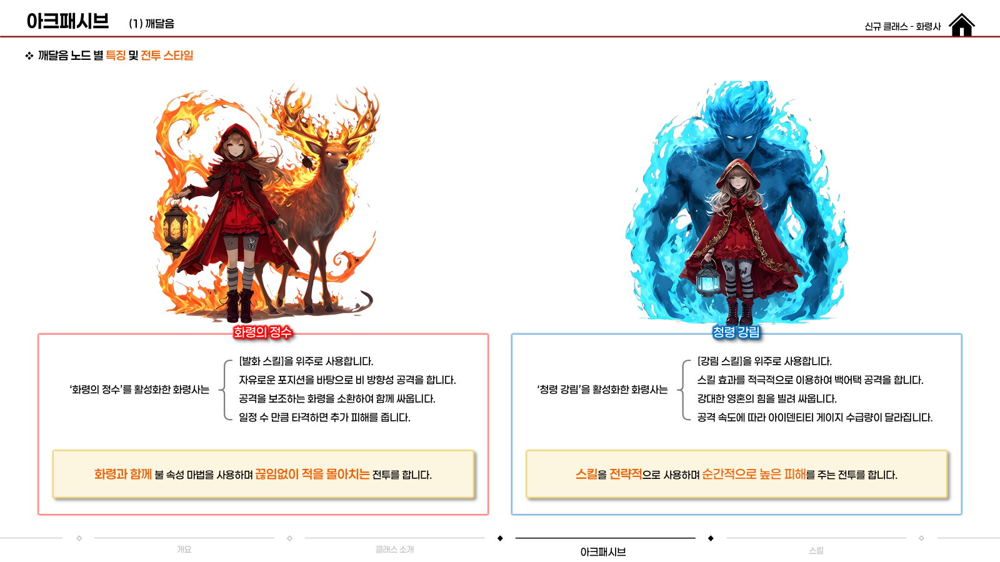 아크패시브
(1) 깨달음
신규 클래스 - 화령사
❖ 깨달음 노드 별 특징 및 전투 스타일
화령의 정수
‘화령의 정수’를 활성화한 화령사는
[발화 스킬]을 위주로 사용합니다.
자유로운 포지션을 바탕으로 비 방향성 공격을 합니다.
공격을 보조하는 화령을 소환하여 함께 싸웁니다.
일정 수 만큼 타격하면 추가 피해를 줍니다.
화령과 함께 불 속성 마법을 사용하며 끊임없이 적을 몰아치는 전투를 합니다.
청령 강림
‘청령 강림’을 활성화한 화령사는
[강림 스킬]을 위주로 사용합니다.
스킬 효과를 적극적으로 이용하여 백어택 공격을 합니다.
강대한 영혼의 힘을 빌려 싸웁니다.
공격 속도에 따라 아이덴티티 게이지 수급량이 달라집니다.
스킬을 전략적으로 사용하며 순간적으로 높은 피해를 주는 전투를 합니다.
개요
클래스 소개
아크패시브
스킬